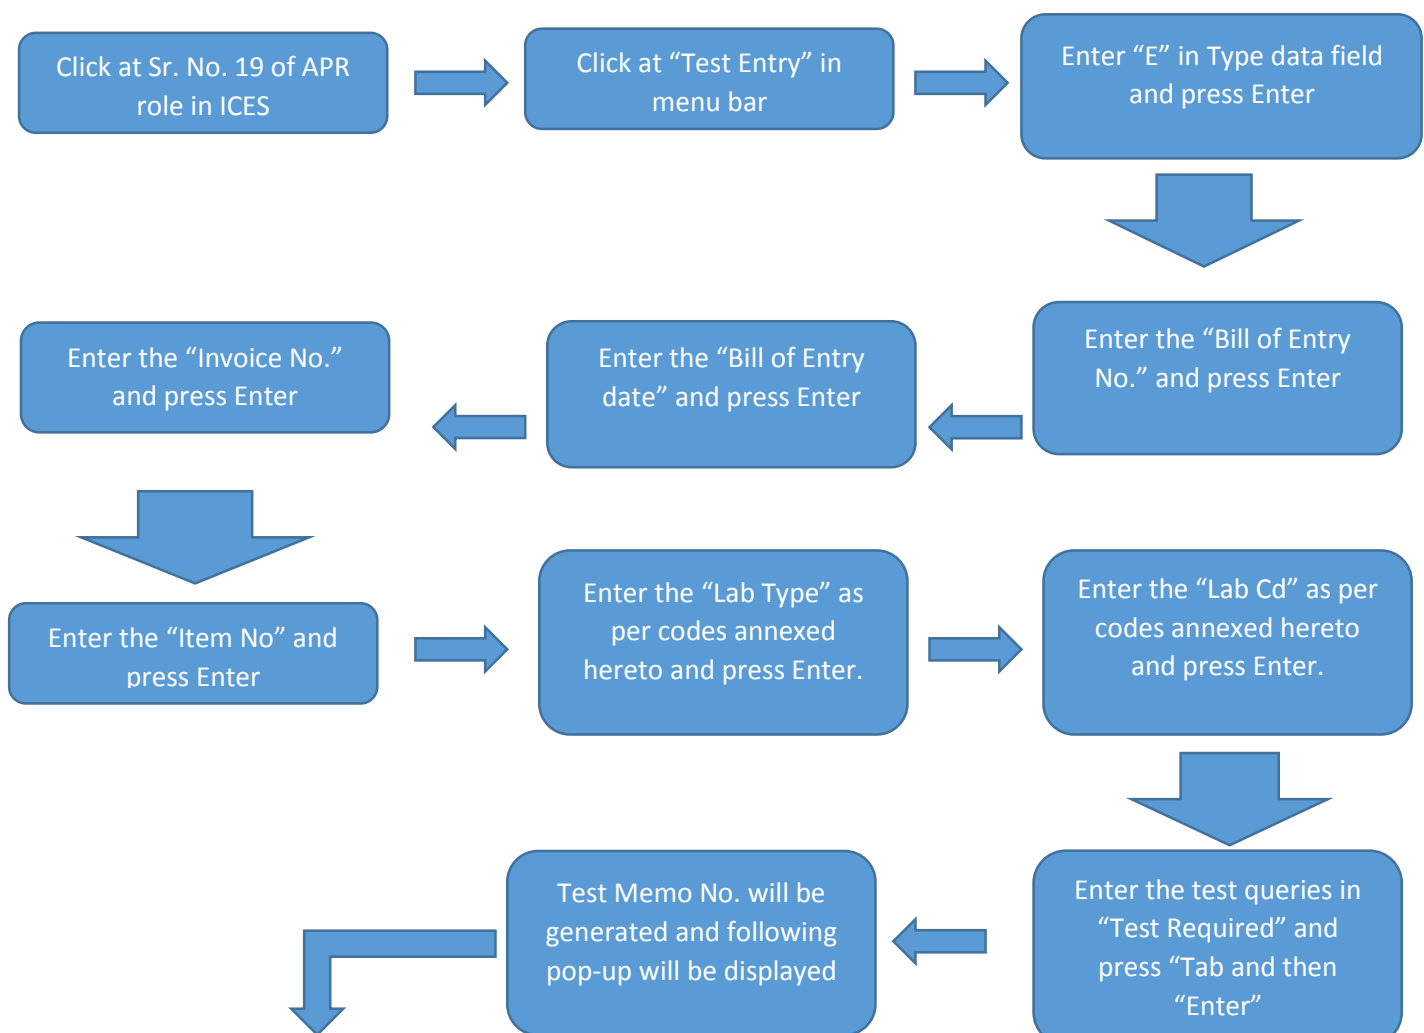 Click at Sr. No. 19 of APR
role in ICES
Click at “Test Entry” in
menu bar
Enter “E” in Type data field
and press Enter
Enter the “Bill of Entry
No.” and press Enter
Enter the “Bill of Entry
date” and press Enter
Enter the “Invoice No.”
and press Enter
Enter the “Item No” and
press Enter
Enter the “Lab Type” as
per codes annexed
hereto and press Enter.
Enter the “Lab Cd” as per
codes annexed hereto
and press Enter.
Enter the test queries in
“Test Required” and
press “Tab and then
“Enter”
Test Memo No. will be
generated and following
pop-up will be displayed